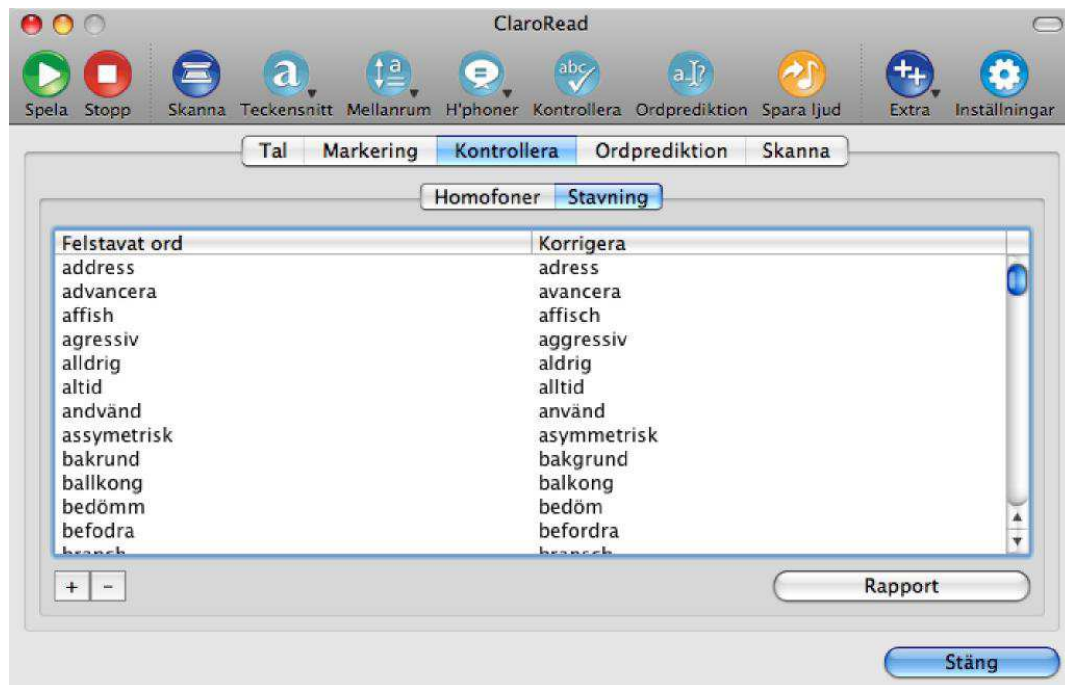 ClaroRead
Spela Stopp Skanna Teckensnitt Mellanrum H'phoner Kontrollera Ordprediktion Spara ljud Extra Inställningar
Tal Markering Kontrollera Ordprediktion Skanna
Homofoner Stavning
Felstavat ord Korrigera
address adress
advancera avancera
affish affisch
agressiv aggressiv
alldrig aldrig
altid alltid
andvänd använd
assymetrisk asymmetrisk
bakrund bakgrund
ballkong balkong
bedömm bedöm
befodra befordra
branch bransch
+ - Rapport
Stäng